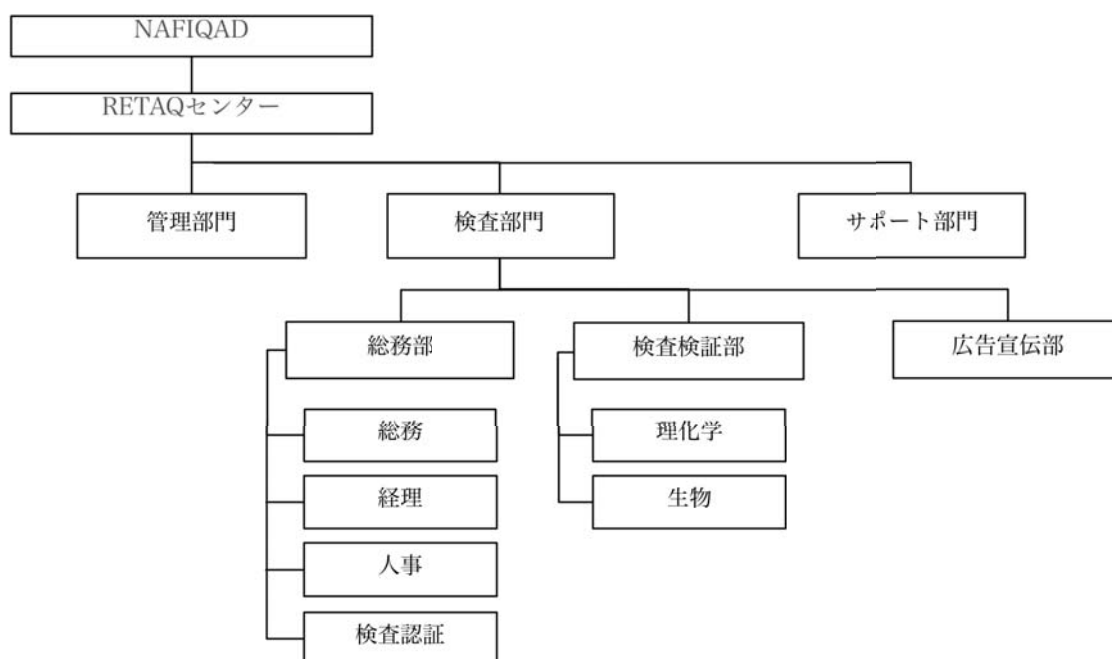 NAFIQAD
RETAQセンター
管理部門
検査部門
サポート部門
総務部
検査検証部
広告宣伝部
総務
理化学
経理
生物
人事
検査認証